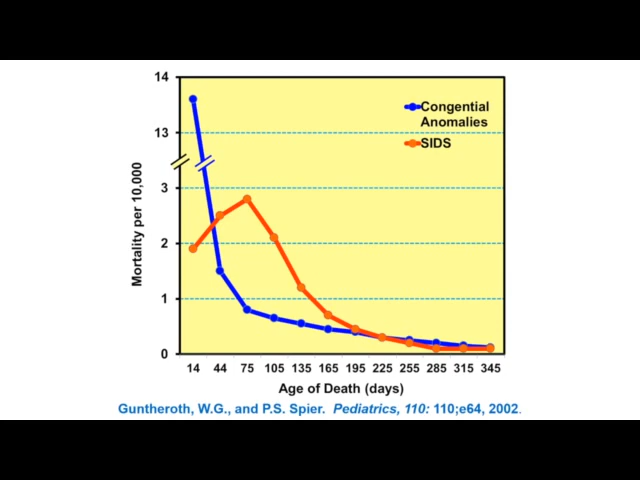 14
13
3
2
1
0
Mortality per 10,000
Congential
Anomalies
SIDS
14 44 75 105 135 165 195 225 255 285 315 345
Age of Death (days)
Guntheroth, W.G., and P.S. Spier. Pediatrics, 110: 110;e64, 2002.